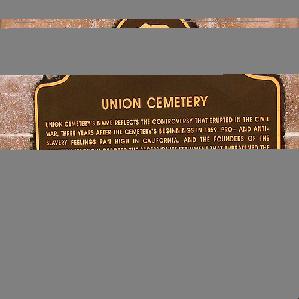 UNION CEMETERY
UNION CEMETERY'S NAME REFLECTS THE CONTROVERSY THAT ERUPTED IN THE CIVIL
WAR. THREE YEARS AFTER THE CEMETERY'S BEGINNINGS IN 1859, PRO- AND ANTI-
SLAVERY FEELINGS RAN HIGH IN CALIFORNIA, AND THE FOUNDERS OF THE